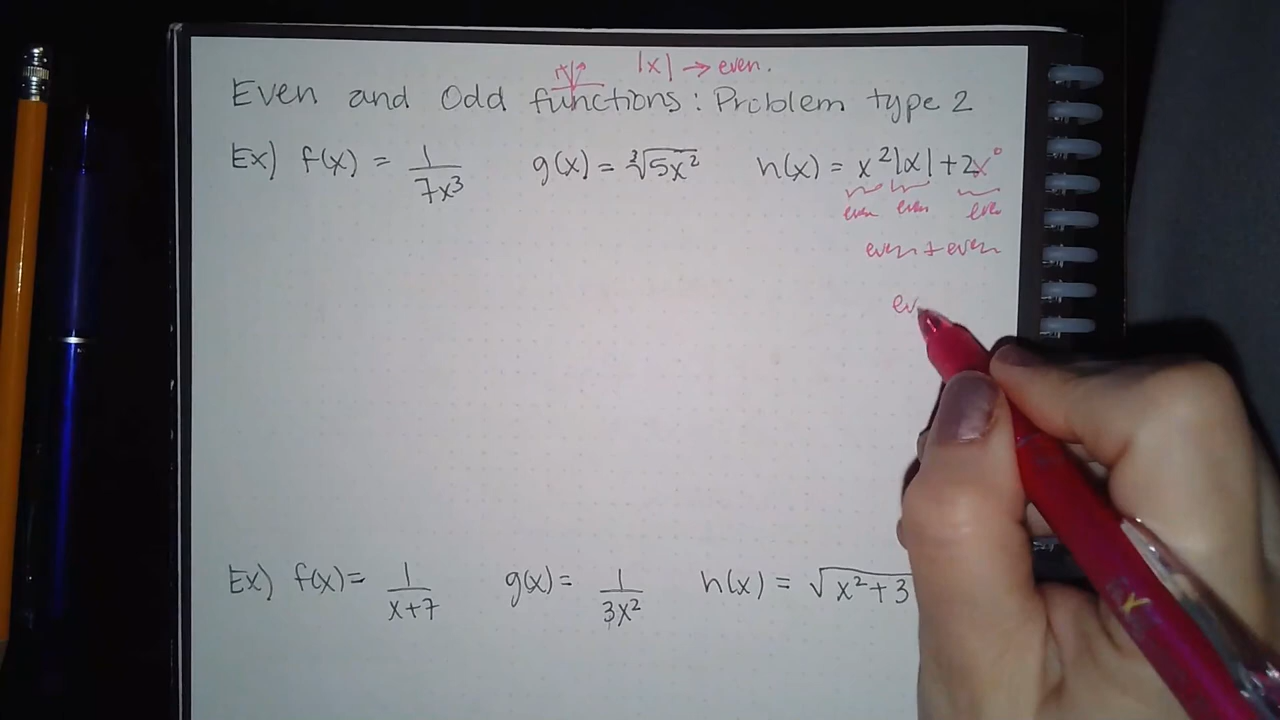 |x| → even.
Even and Odd functions: Problem type 2
Ex) f(x) = 1/7x³ g(x) = ∛5x² h(x) = x²|x| + 2x⁰
even even even
even + even
ev
Ex) f(x) = 1/x+7 g(x) = 1/3x² h(x) = √x²+3